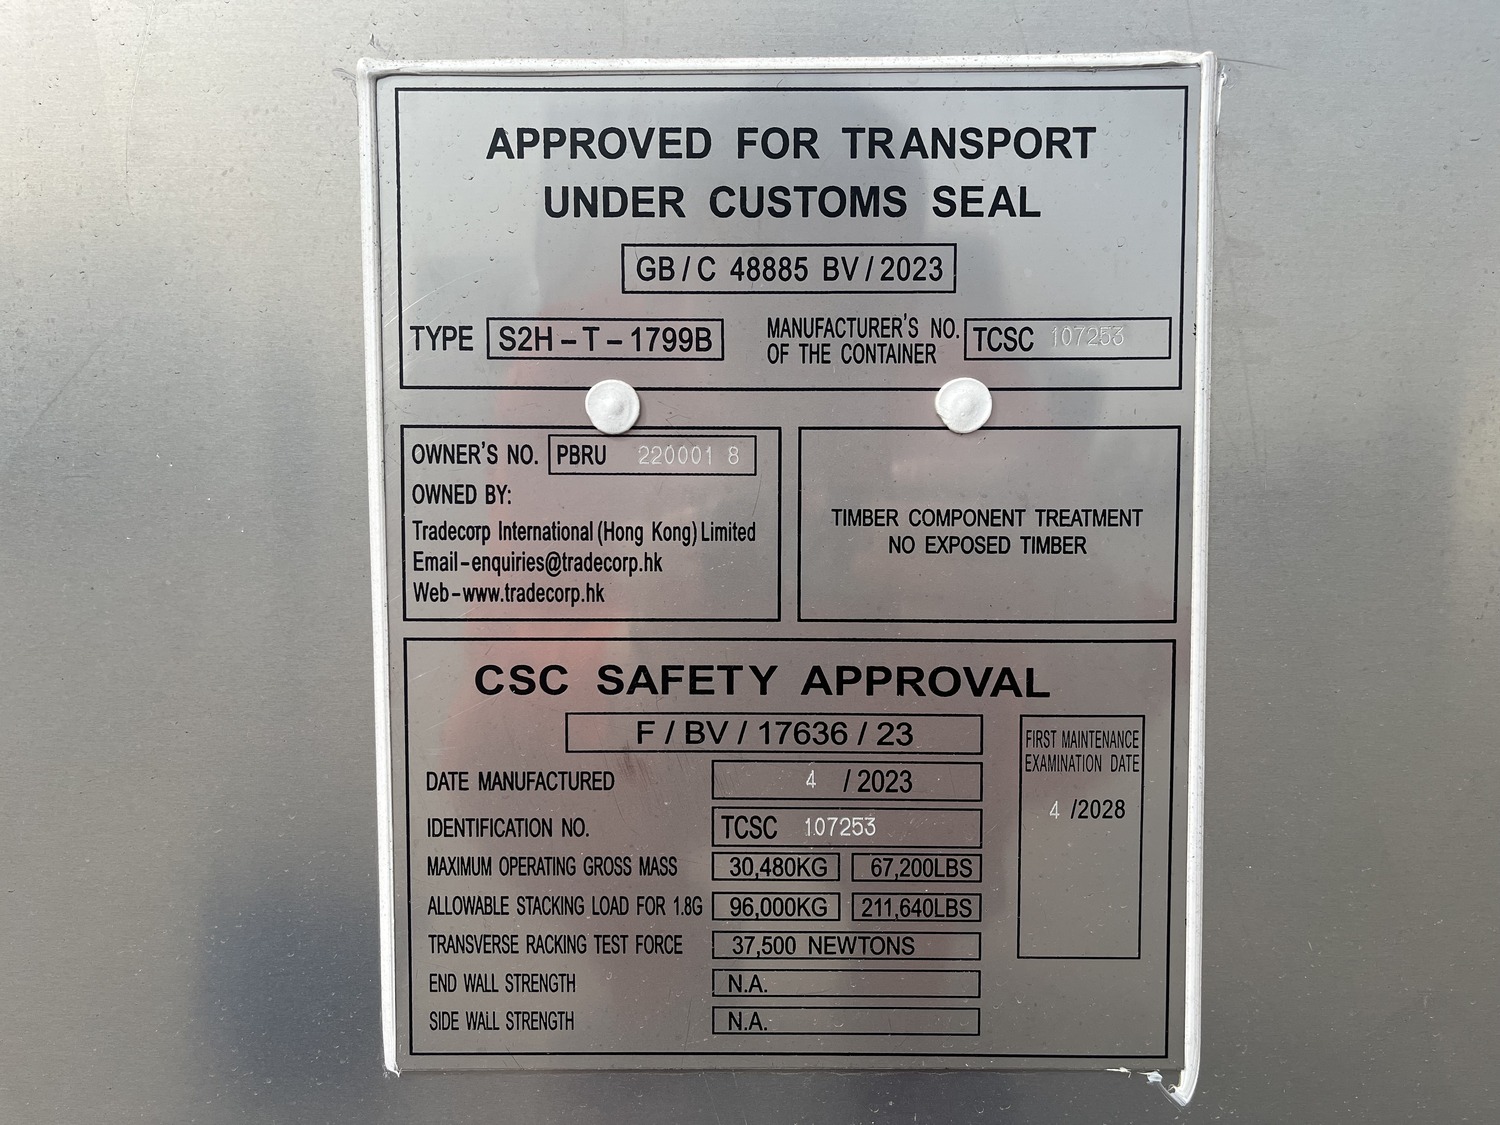 APPROVED FOR TRANSPORT
UNDER CUSTOMS SEAL
GB/C 48885 BV/2023
TYPE S2H-T-1799B
MANUFACTURER'S NO.
OF THE CONTAINER
TCSC 107253
OWNER'S NO. PBRU 220001 8
OWNED BY:
Tradecorp International (Hong Kong) Limited
Email-enquiries@tradecorp.hk
Web-www.tradecorp.hk
TIMBER COMPONENT TREATMENT
NO EXPOSED TIMBER
CSC SAFETY APPROVAL
F/BV/17636/23
DATE MANUFACTURED 4 /2023
IDENTIFICATION NO. TCSC 107253
MAXIMUM OPERATING GROSS MASS 30,480KG 67,200LBS
ALLOWABLE STACKING LOAD FOR 1.8G 96,000KG 211,640LBS
TRANSVERSE RACKING TEST FORCE 37,500 NEWTONS
END WALL STRENGTH N.A.
SIDE WALL STRENGTH N.A.
FIRST MAINTENANCE
EXAMINATION DATE
4 /2028